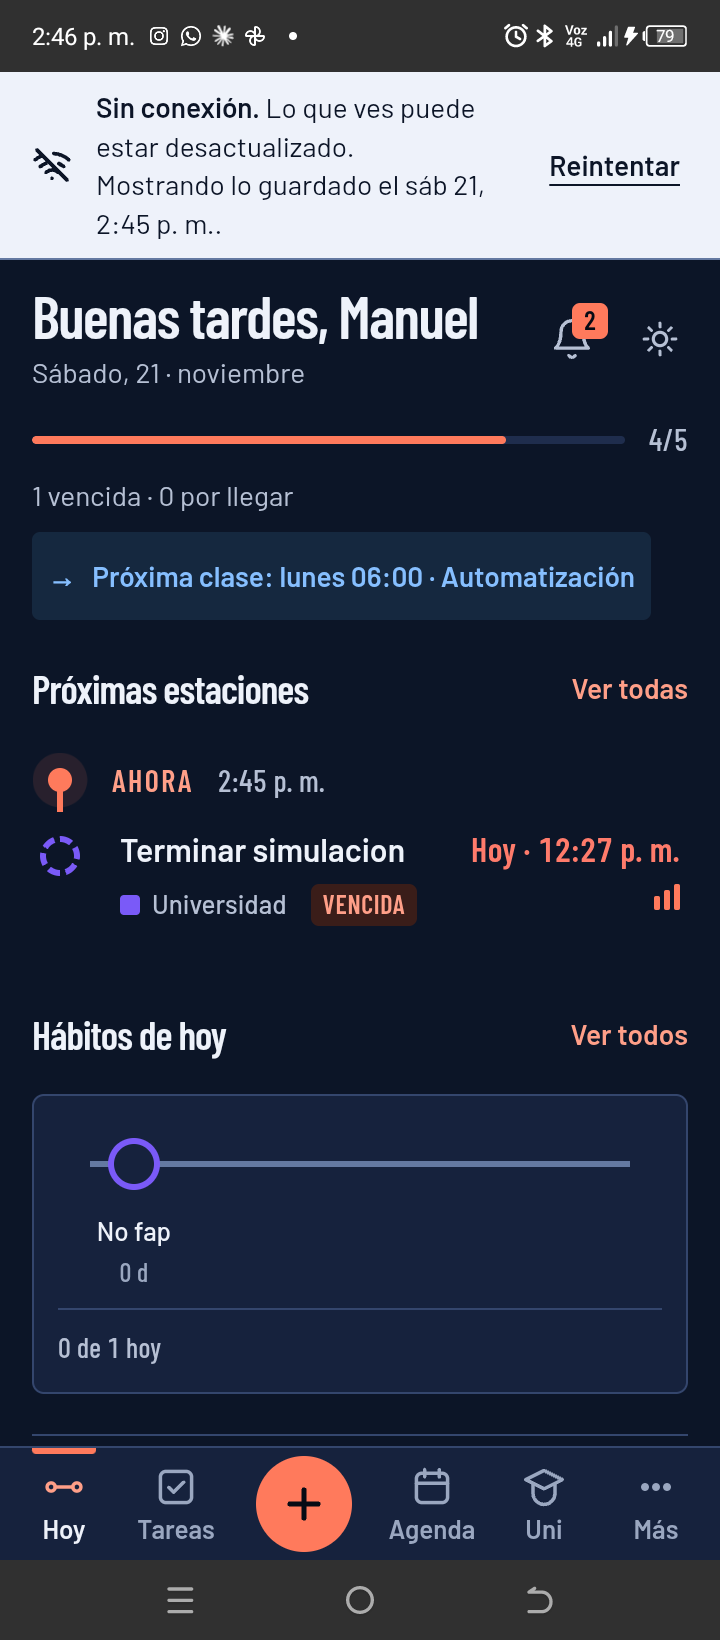 2:46 p. m.
Voz 4G
79
Sin conexión. Lo que ves puede
estar desactualizado.
Mostrando lo guardado el sáb 21,
2:45 p. m..
Reintentar
Buenas tardes, Manuel
2
Sábado, 21 · noviembre
4/5
1 vencida · 0 por llegar
→ Próxima clase: lunes 06:00 · Automatización
Próximas estaciones
Ver todas
AHORA 2:45 p. m.
Terminar simulacion
Hoy · 12:27 p. m.
Universidad
VENCIDA
Hábitos de hoy
Ver todos
No fap
0 d
0 de 1 hoy
Hoy
Tareas
Agenda
Uni
Más